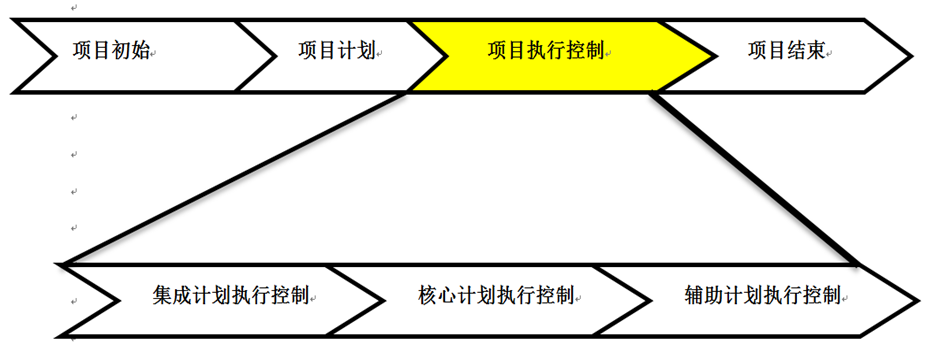 项目初始
项目计划
项目执行控制
项目结束
集成计划执行控制
核心计划执行控制
辅助计划执行控制